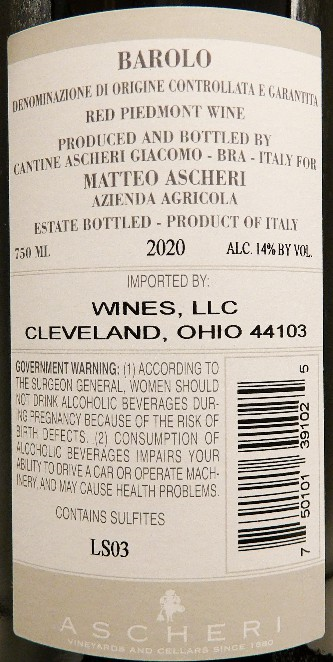 BAROLO
DENOMINAZIONE DI ORIGINE CONTROLLATA E GARANTITA
RED PIEDMONT WINE
PRODUCED AND BOTTLED BY
CANTINE ASCHERI GIACOMO - BRA - ITALY FOR
MATTEO ASCHERI
AZIENDA AGRICOLA
ESTATE BOTTLED - PRODUCT OF ITALY
750 ML 2020 ALC. 14% BY VOL.
IMPORTED BY:
WINES, LLC
CLEVELAND, OHIO 44103
GOVERNMENT WARNING: (1) ACCORDING TO
THE SURGEON GENERAL, WOMEN SHOULD
NOT DRINK ALCOHOLIC BEVERAGES DUR-
ING PREGNANCY BECAUSE OF THE RISK OF
BIRTH DEFECTS. (2) CONSUMPTION OF
ALCOHOLIC BEVERAGES IMPAIRS YOUR
ABILITY TO DRIVE A CAR OR OPERATE MACH-
INERY, AND MAY CAUSE HEALTH PROBLEMS.
CONTAINS SULFITES
LS03
7 50101 39102 5
ASCHERI
VINEYARDS AND CELLARS SINCE 1880